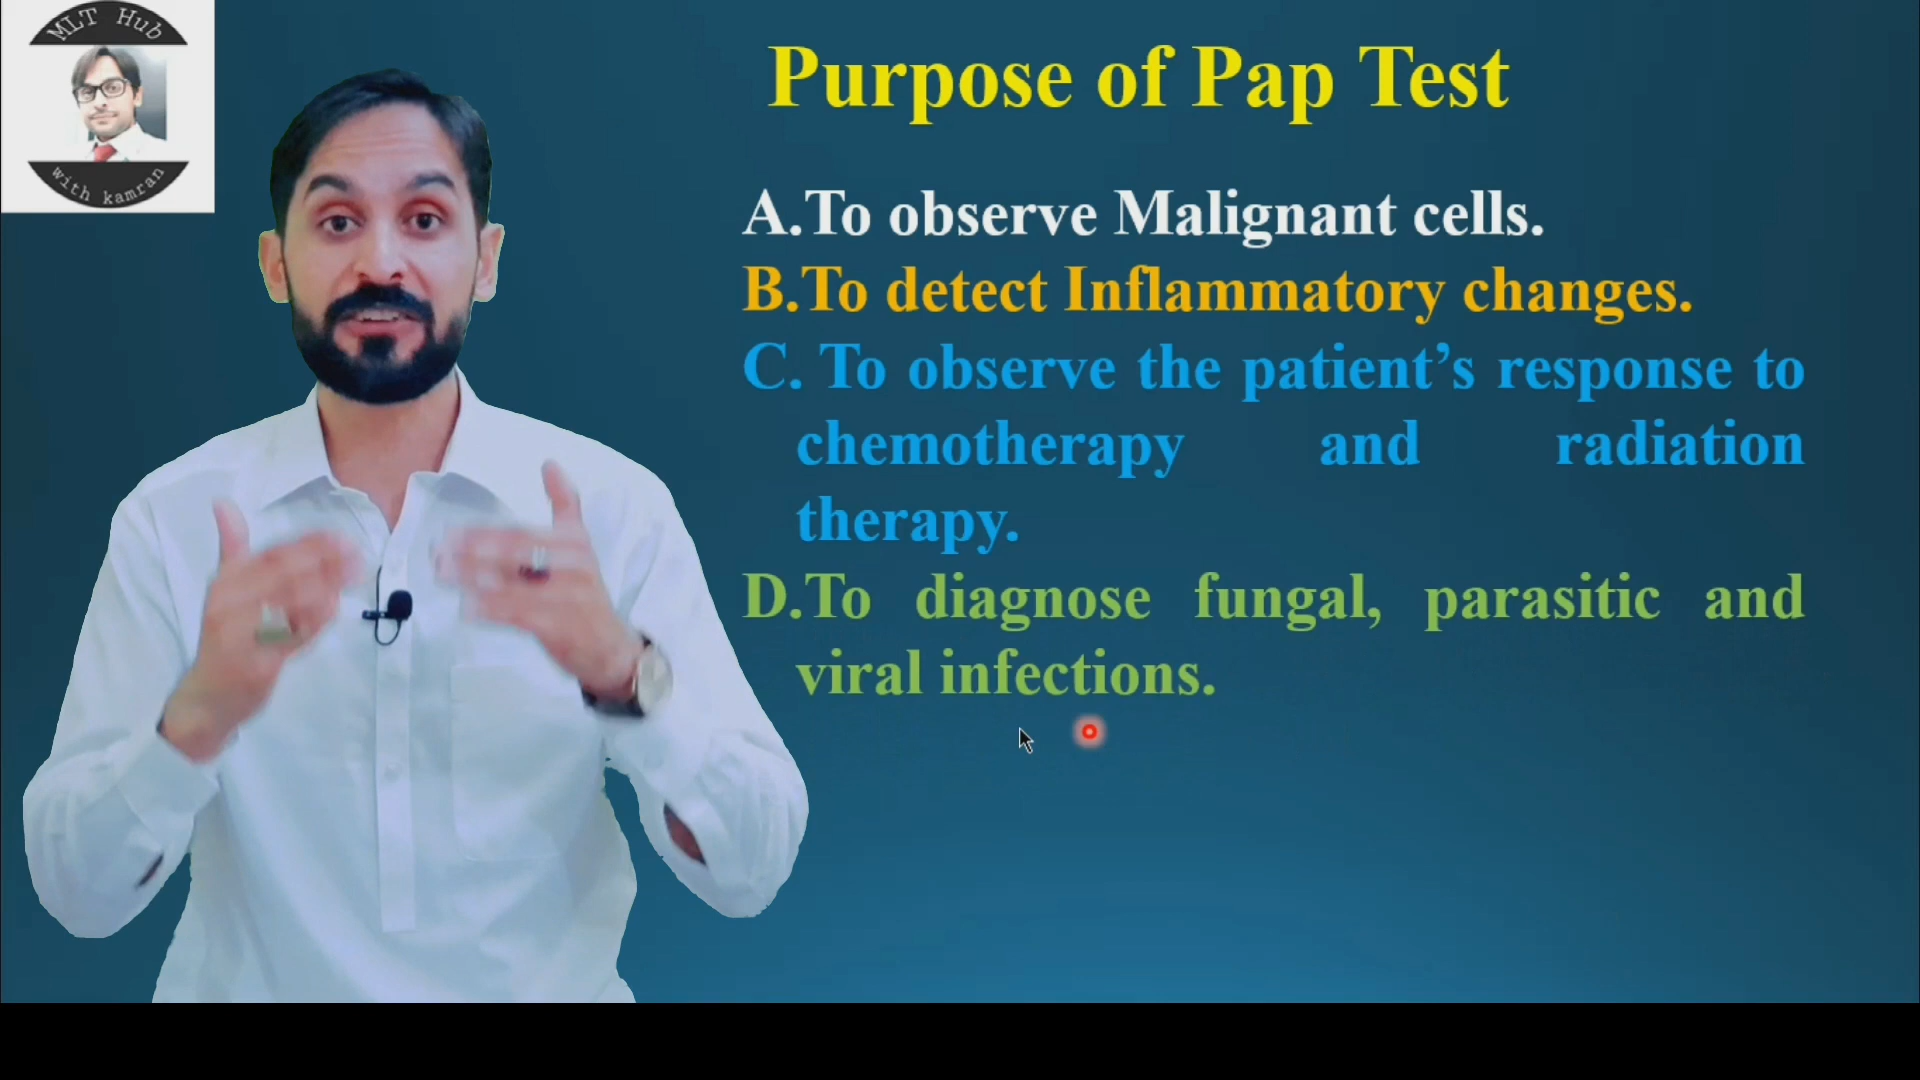 MLT Hub
with kamran
Purpose of Pap Test
A.To observe Malignant cells.
B.To detect Inflammatory changes.
C. To observe the patient’s response to
chemotherapy and radiation
therapy.
D.To diagnose fungal, parasitic and
viral infections.